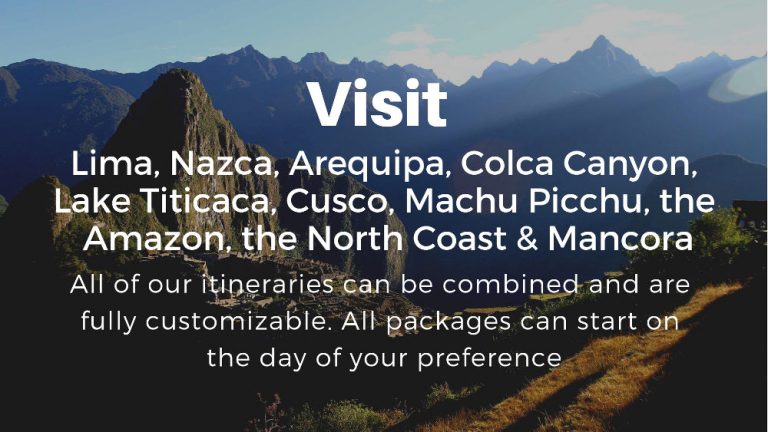 Visit
Lima, Nazca, Arequipa, Colca Canyon,
Lake Titicaca, Cusco, Machu Picchu, the
Amazon, the North Coast & Mancora
All of our itineraries can be combined and are
fully customizable. All packages can start on
the day of your preference